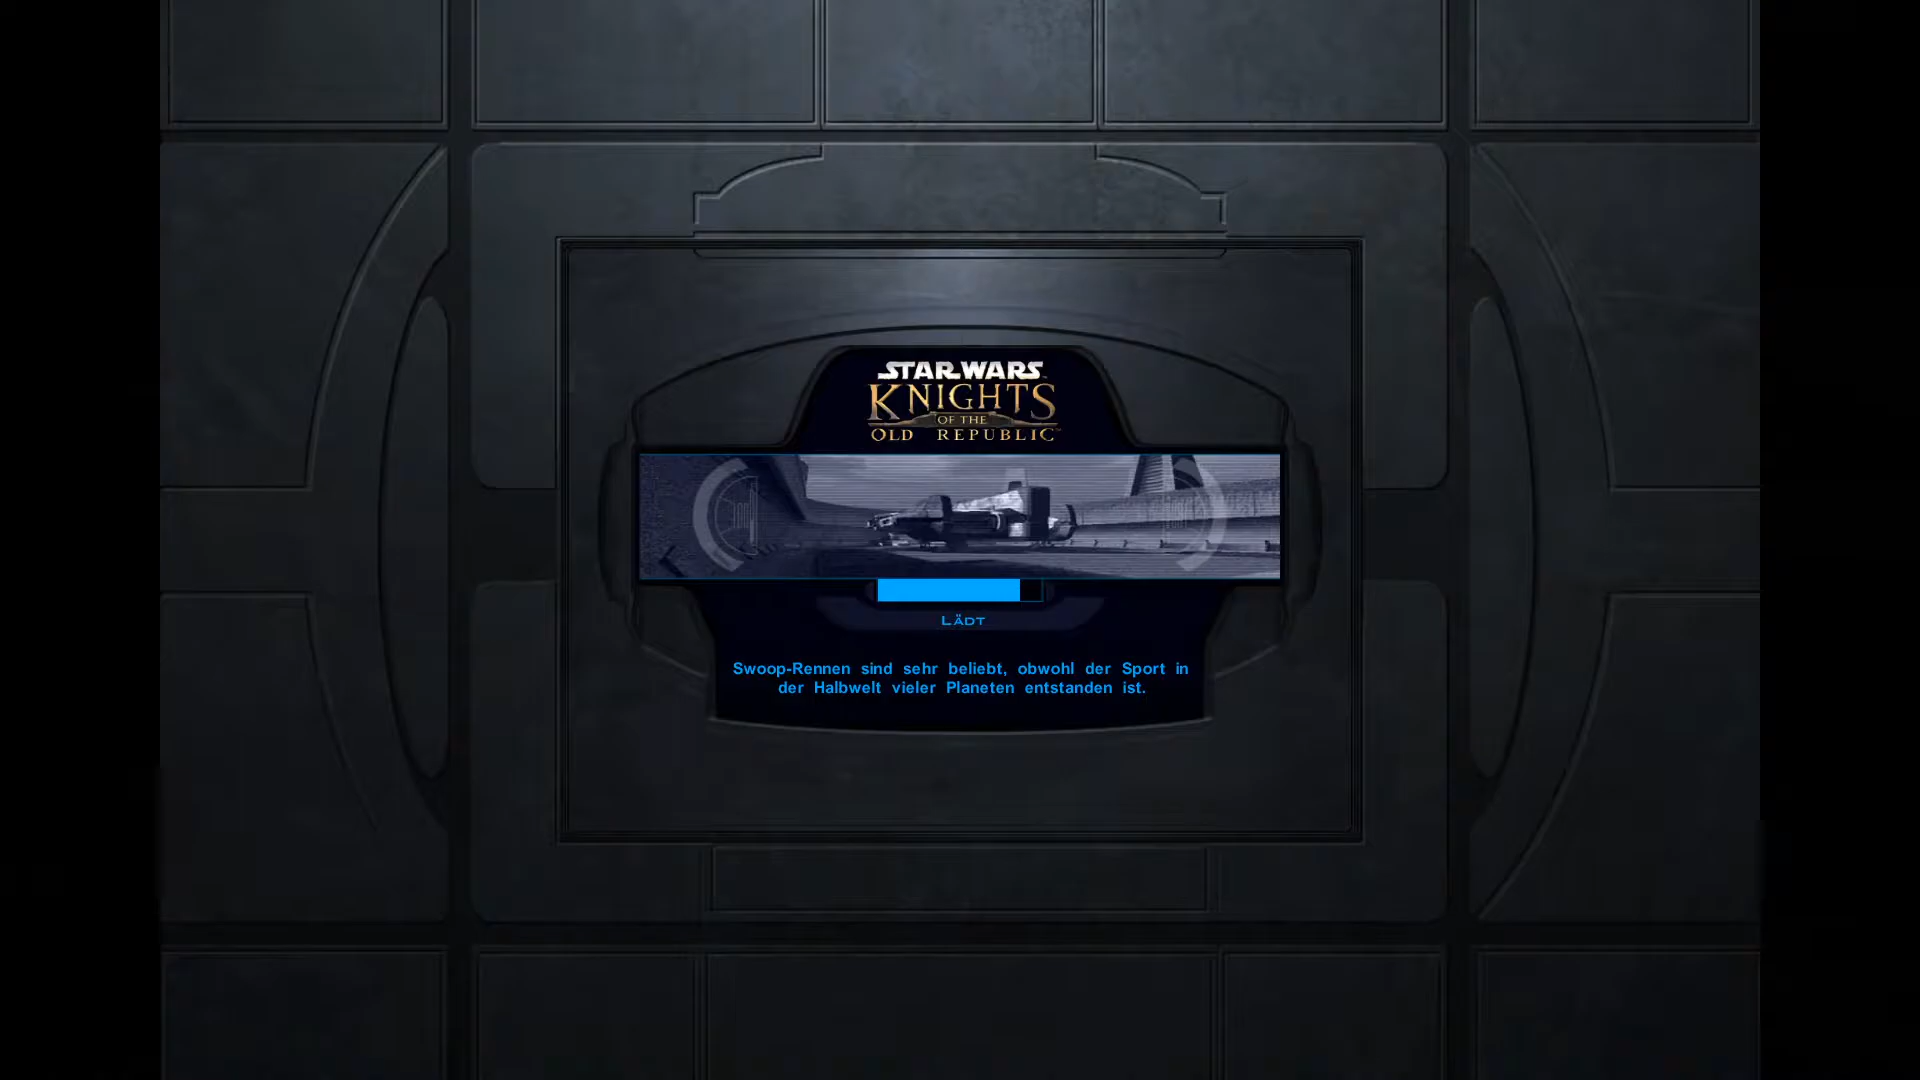 STAR WARS
KNIGHTS
OF THE
OLD REPUBLIC™
LÄDT
Swoop-Rennen sind sehr beliebt, obwohl der Sport in
der Halbwelt vieler Planeten entstanden ist.